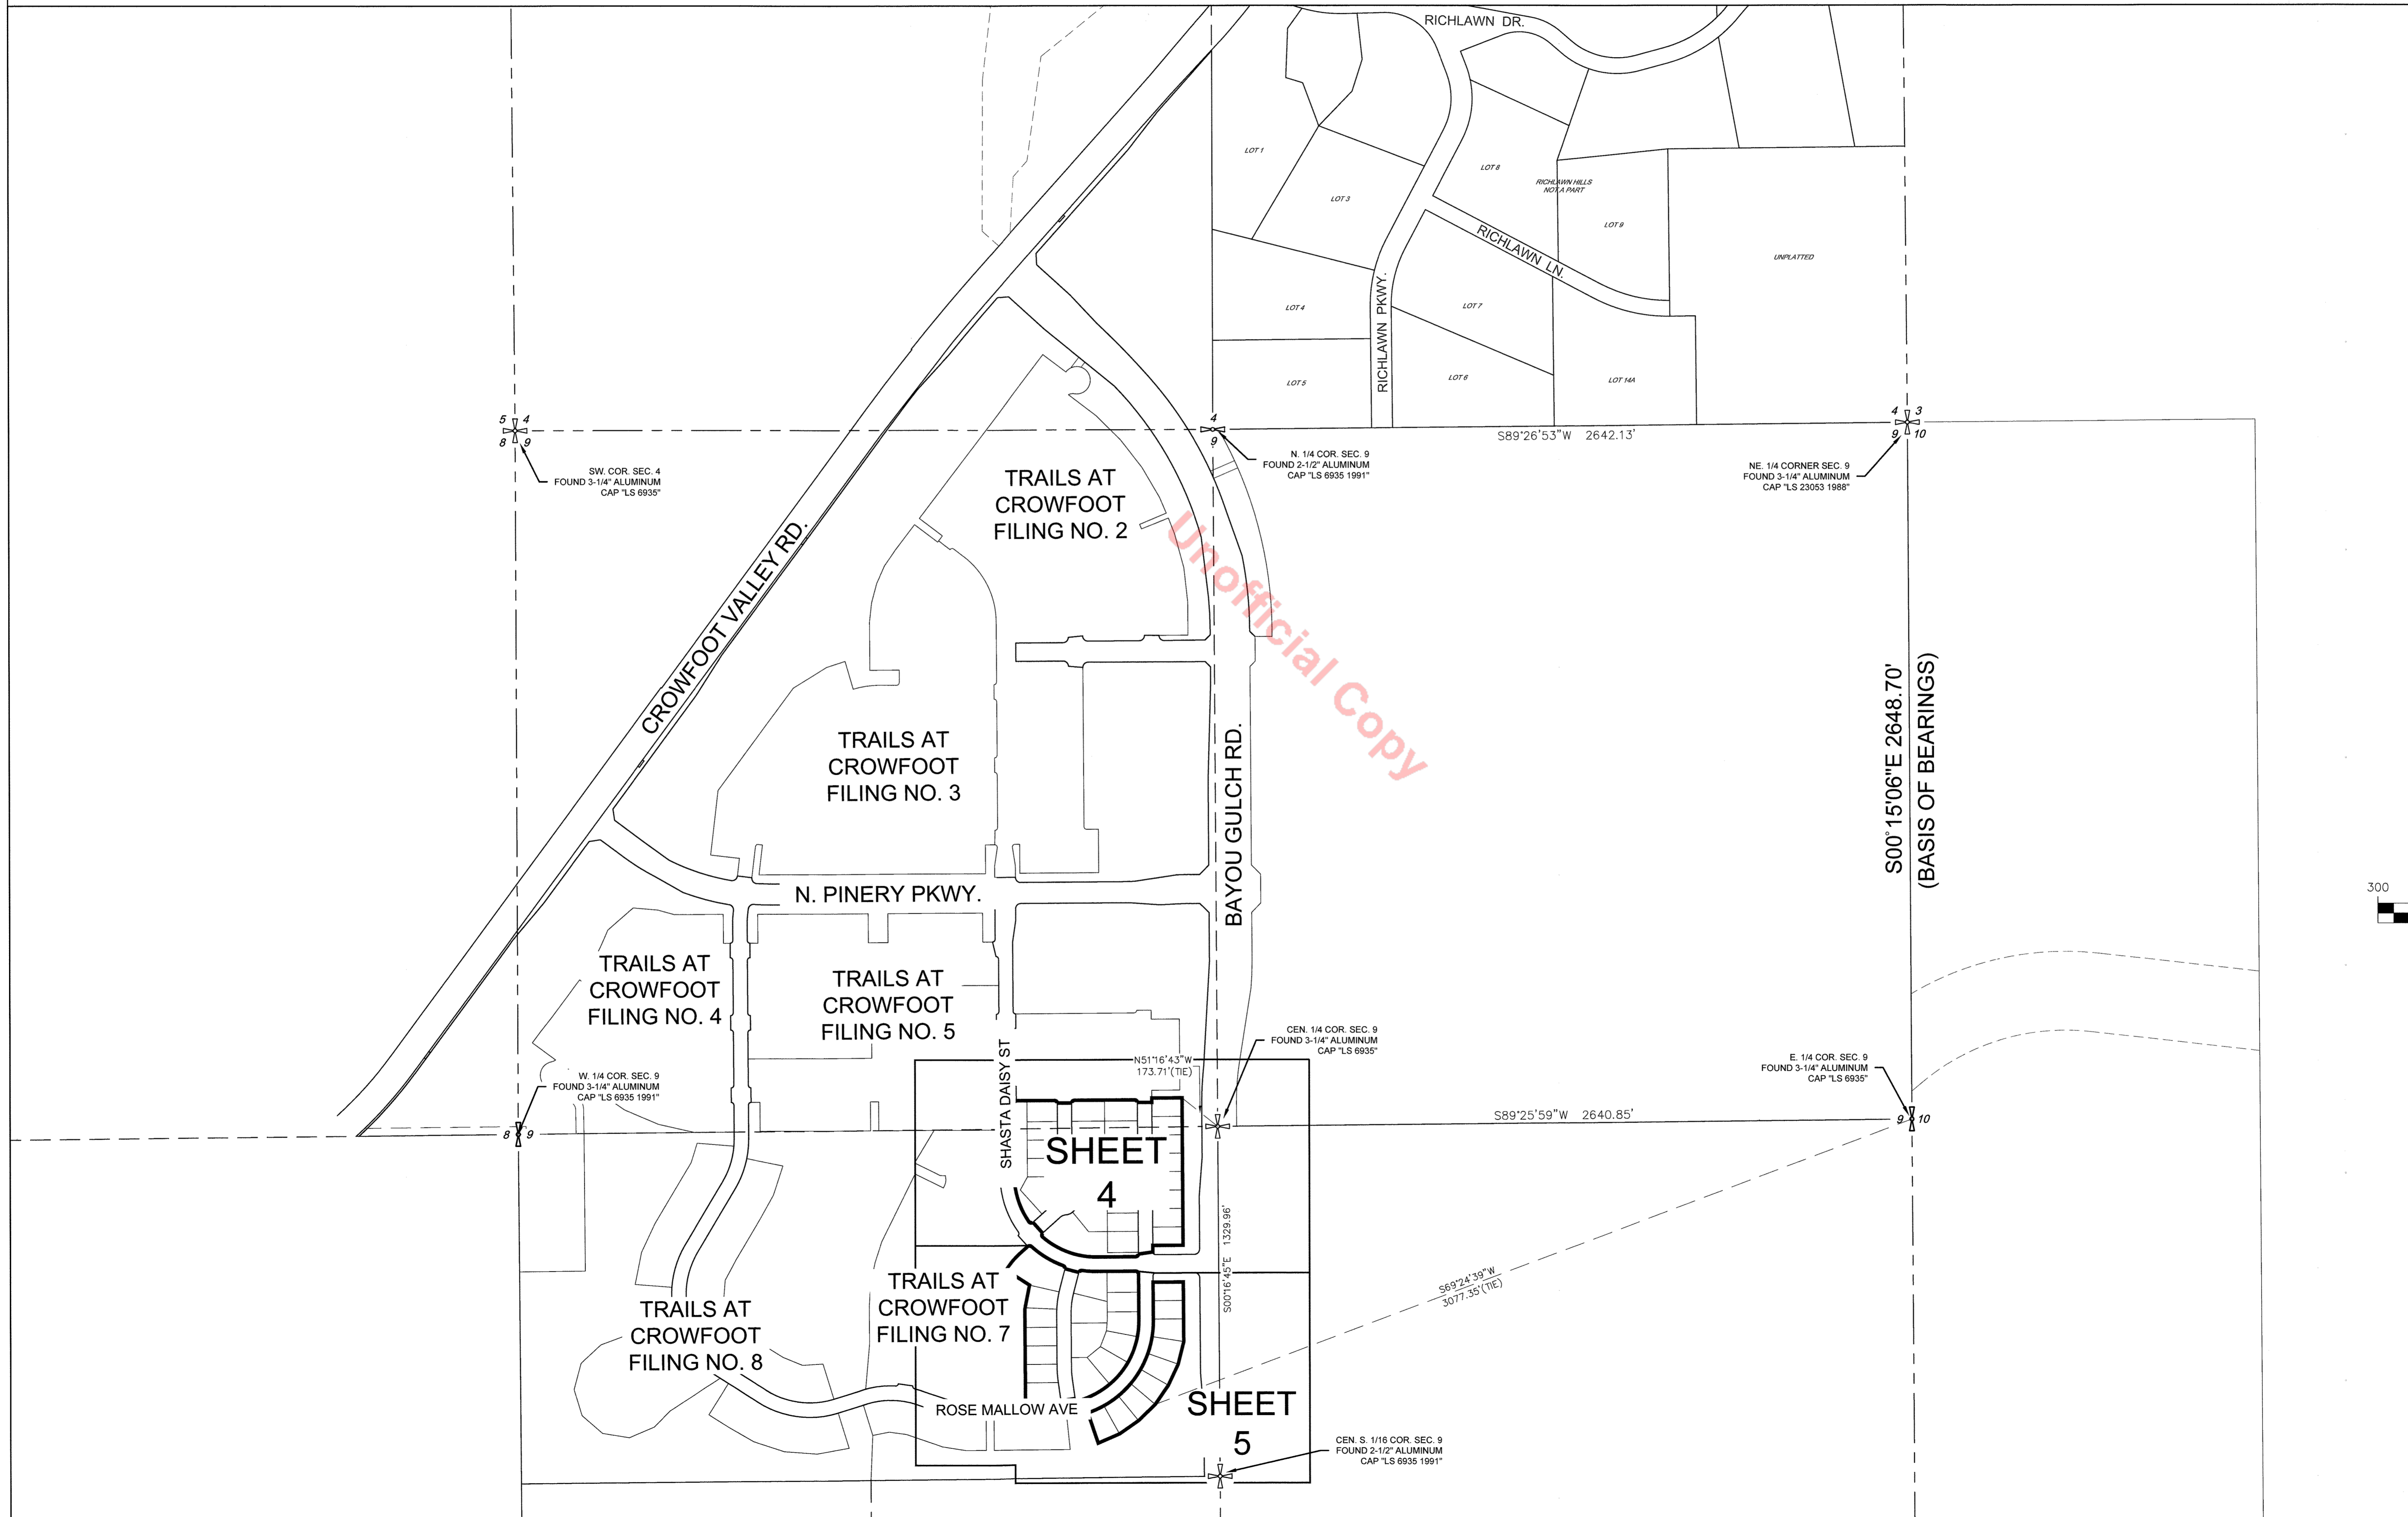 RICHLAWN DR.
LOT 1
LOT 3
LOT 8
RICHLAWN HILLS
NOT A PART
LOT 9
UNPLATTED
RICHLAWN LN.
LOT 4
LOT 7
RICHLAWN PKWY.
LOT 5
LOT 6
LOT 14A
5 4
8 9
SW. COR. SEC. 4
FOUND 3-1/4" ALUMINUM
CAP "LS 6935"
4
9
N. 1/4 COR. SEC. 9
FOUND 2-1/2" ALUMINUM
CAP "LS 6935 1991"
S89°26'53"W 2642.13'
4 3
9 10
NE. 1/4 CORNER SEC. 9
FOUND 3-1/4" ALUMINUM
CAP "LS 23053 1988"
TRAILS AT
CROWFOOT
FILING NO. 2
Unofficial Copy
CROWFOOT VALLEY RD.
TRAILS AT
CROWFOOT
FILING NO. 3
BAYOU GULCH RD.
S00°15'06"E 2648.70'
(BASIS OF BEARINGS)
300
N. PINERY PKWY.
TRAILS AT
CROWFOOT
FILING NO. 4
TRAILS AT
CROWFOOT
FILING NO. 5
SHASTA DAISY ST
N51°16'43"W
173.71'(TIE)
CEN. 1/4 COR. SEC. 9
FOUND 3-1/4" ALUMINUM
CAP "LS 6935"
W. 1/4 COR. SEC. 9
FOUND 3-1/4" ALUMINUM
CAP "LS 6935 1991"
8 9
E. 1/4 COR. SEC. 9
FOUND 3-1/4" ALUMINUM
CAP "LS 6935"
9 10
S89°25'59"W 2640.85'
SHEET
4
S00°16'45"E 1329.96'
S69°24'39"W
3077.35'(TIE)
TRAILS AT
CROWFOOT
FILING NO. 7
TRAILS AT
CROWFOOT
FILING NO. 8
ROSE MALLOW AVE
SHEET
5
CEN. S. 1/16 COR. SEC. 9
FOUND 2-1/2" ALUMINUM
CAP "LS 6935 1991"